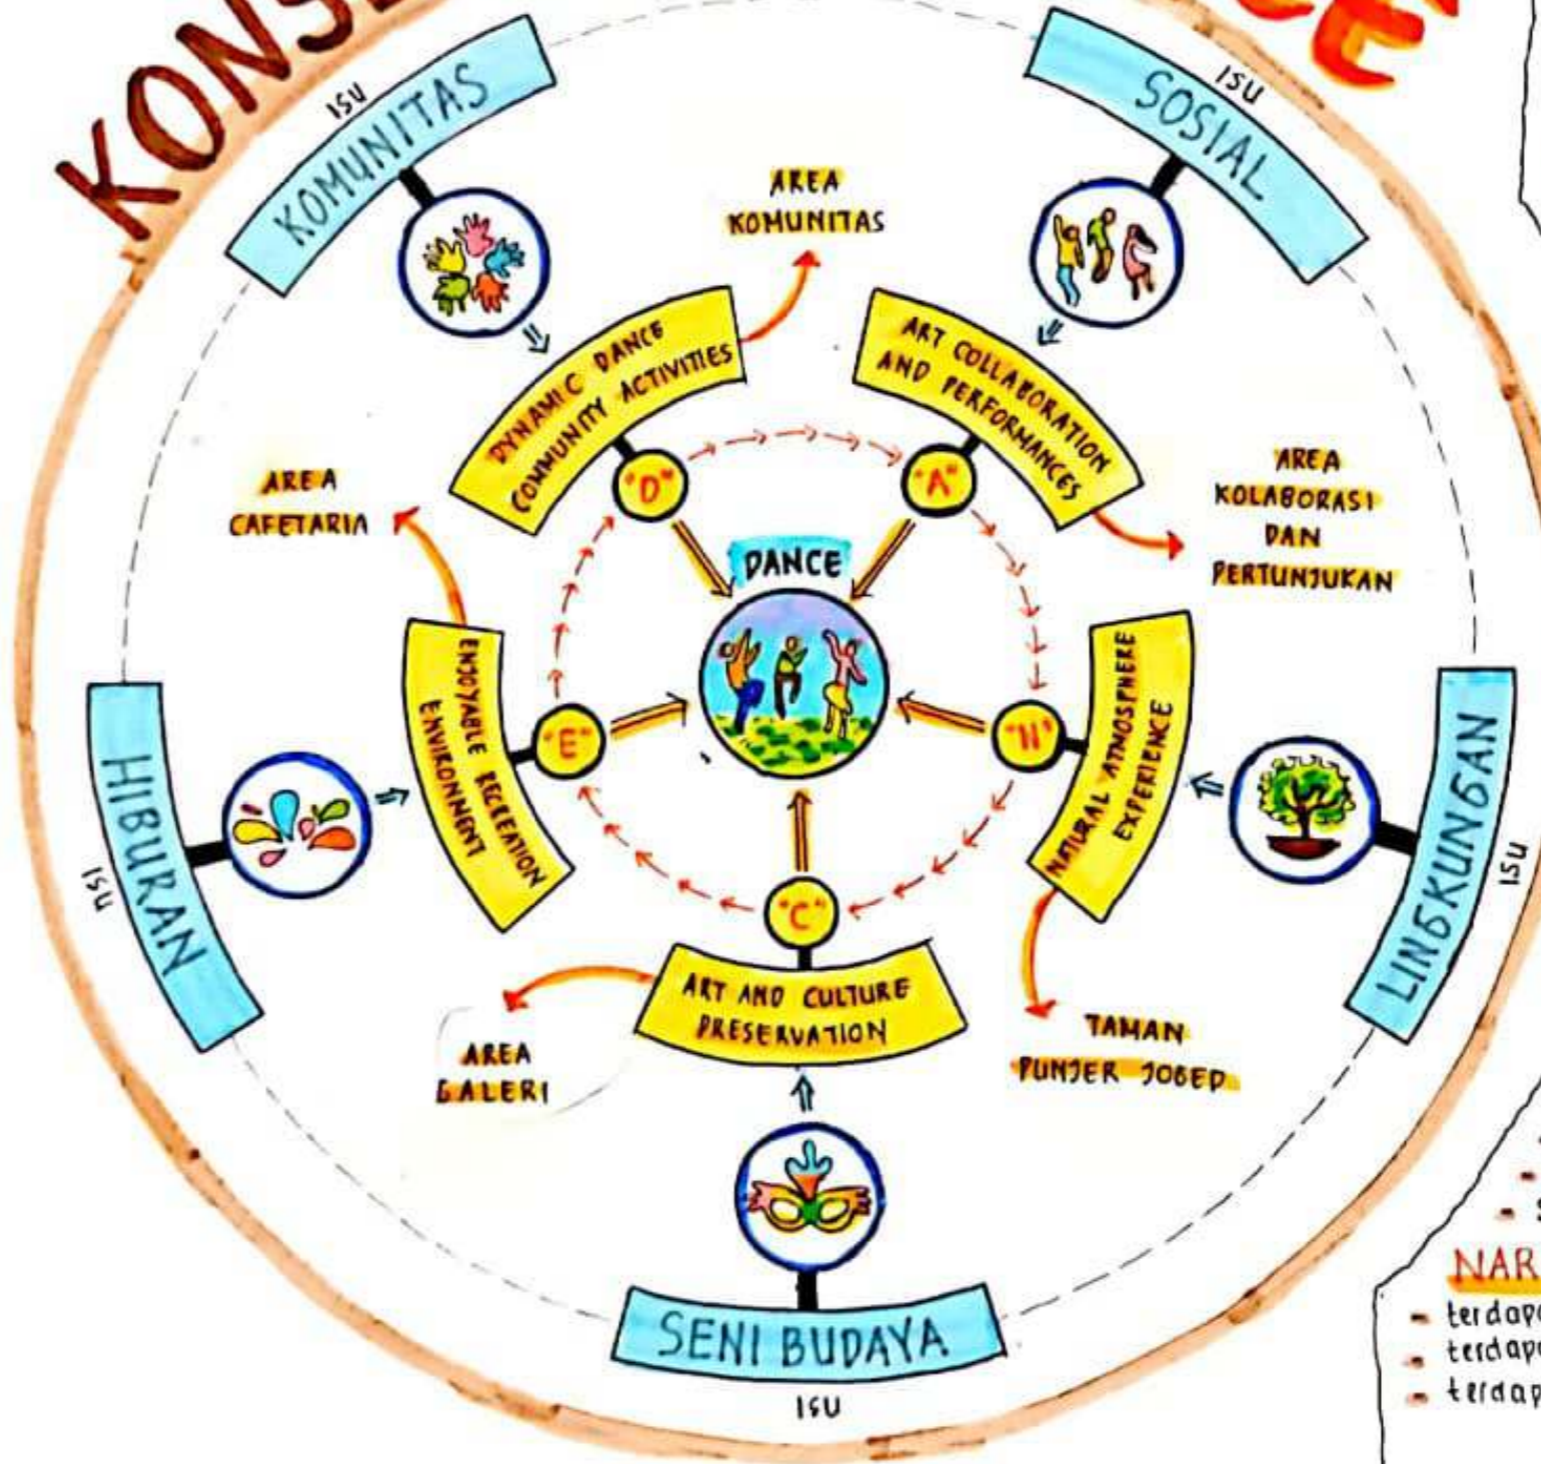 KONS
CE
ISU
KOMUNITAS
ISU
SOSIAL
AREA
KOMUNITAS
DYNAMIC DANCE
COMMUNITY ACTIVITIES
ART COLLABORATION
AND PERFORMANCES
AREA
CAFETARIA
"D"
"A"
AREA
KOLABORASI
DAN
PERTUNJUKAN
DANCE
ENJOYABLE RECREATION
ENVIRONMENT
"E"
"N"
NATURAL ATMOSPHERE
EXPERIENCE
HIBURAN
ISU
LINGKUNGAN
ISU
"C"
ART AND CULTURE
PRESERVATION
AREA
GALERI
TAMAN
PUNJER JOGED
SENI BUDAYA
ISU
NAR
- terdap
- terdap
- terdap